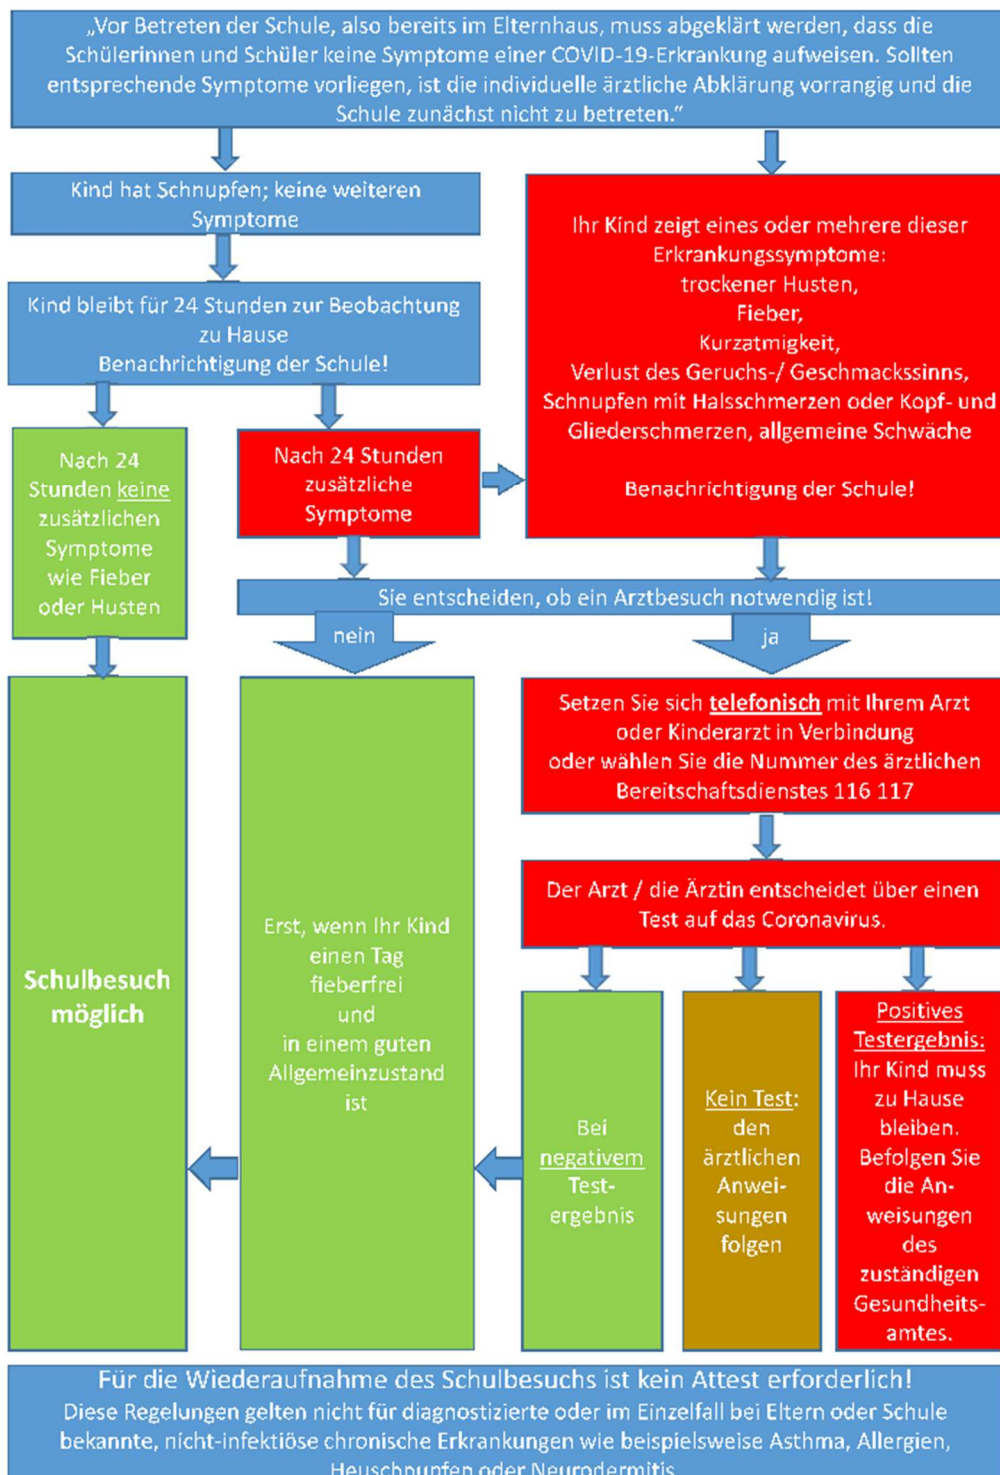 „Vor Betreten der Schule, also bereits im Elternhaus, muss abgeklärt werden, dass die
Schülerinnen und Schüler keine Symptome einer COVID-19-Erkrankung aufweisen. Sollten
entsprechende Symptome vorliegen, ist die individuelle ärztliche Abklärung vorrangig und die
Schule zunächst nicht zu betreten.“
Kind hat Schnupfen; keine weiteren
Symptome
Kind bleibt für 24 Stunden zur Beobachtung
zu Hause
Benachrichtigung der Schule!
Ihr Kind zeigt eines oder mehrere dieser
Erkrankungssymptome:
trockener Husten,
Fieber,
Kurzatmigkeit,
Verlust des Geruchs-/ Geschmackssinns,
Schnupfen mit Halsschmerzen oder Kopf- und
Gliederschmerzen, allgemeine Schwäche
Benachrichtigung der Schule!
Nach 24
Stunden keine
zusätzlichen
Symptome
wie Fieber
oder Husten
Nach 24 Stunden
zusätzliche
Symptome
Sie entscheiden, ob ein Arztbesuch notwendig ist!
nein
ja
Setzen Sie sich telefonisch mit Ihrem Arzt
oder Kinderarzt in Verbindung
oder wählen Sie die Nummer des ärztlichen
Bereitschaftsdienstes 116 117
Der Arzt / die Ärztin entscheidet über einen
Test auf das Coronavirus.
Schulbesuch
möglich
Erst, wenn Ihr Kind
einen Tag
fieberfrei
und
in einem guten
Allgemeinzustand
ist
Bei
negativem
Test-
ergebnis
Kein Test:
den
ärztlichen
Anwei-
sungen
folgen
Positives
Testergebnis:
Ihr Kind muss
zu Hause
bleiben.
Befolgen Sie
die An-
weisungen
des
zuständigen
Gesundheits-
amtes.
Für die Wiederaufnahme des Schulbesuchs ist kein Attest erforderlich!
Diese Regelungen gelten nicht für diagnostizierte oder im Einzelfall bei Eltern oder Schule
bekannte, nicht-infektiöse chronische Erkrankungen wie beispielsweise Asthma, Allergien,
Heuschnupfen oder Neurodermitis